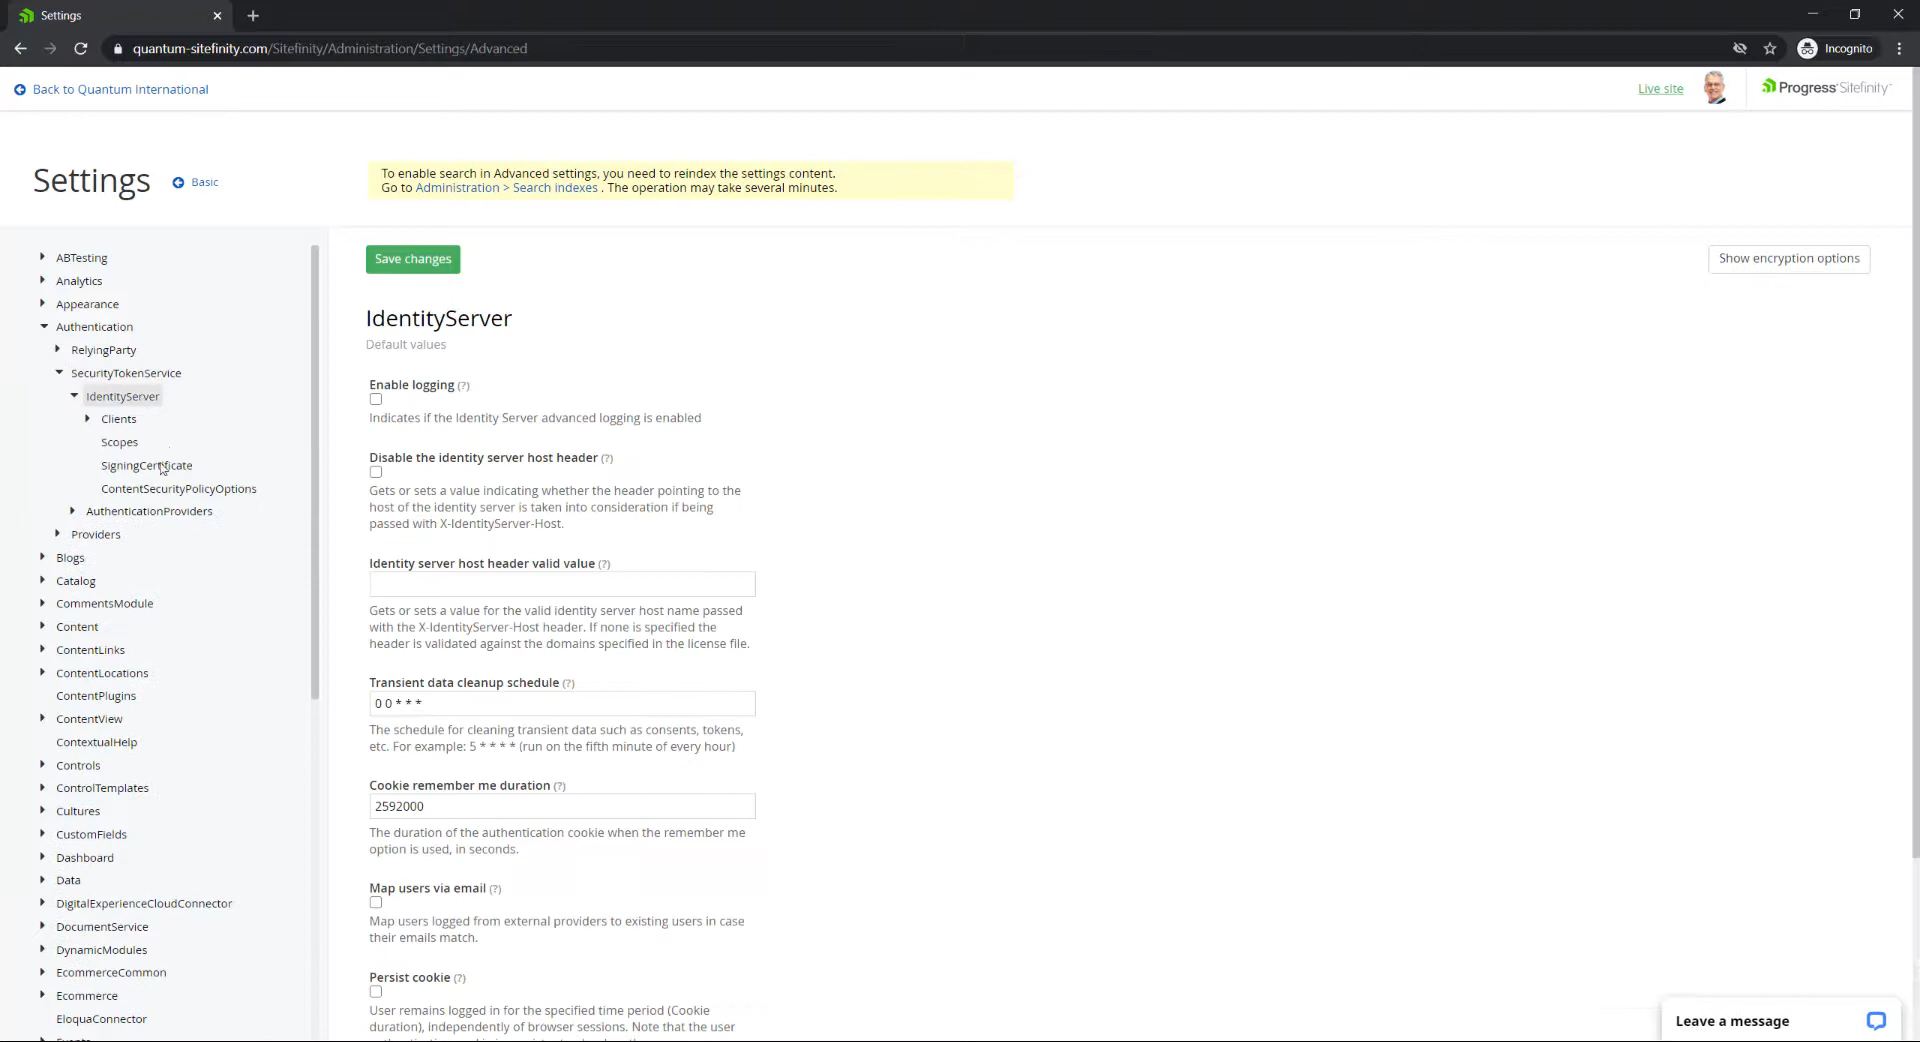 Settings
quantum-sitefinity.com/Sitefinity/Administration/Settings/Advanced
Incognito
Back to Quantum International
Live site
Progress Sitefinity
Settings
Basic
To enable search in Advanced settings, you need to reindex the settings content.
Go to Administration > Search indexes . The operation may take several minutes.
ABTesting
Analytics
Appearance
Authentication
RelyingParty
SecurityTokenService
IdentityServer
Clients
Scopes
SigningCertificate
ContentSecurityPolicyOptions
AuthenticationProviders
Providers
Blogs
Catalog
CommentsModule
Content
ContentLinks
ContentLocations
ContentPlugins
ContentView
ContextualHelp
Controls
ControlTemplates
Cultures
CustomFields
Dashboard
Data
DigitalExperienceCloudConnector
DocumentService
DynamicModules
EcommerceCommon
Ecommerce
EloquaConnector
Save changes
Show encryption options
IdentityServer
Default values
Enable logging (?)
Indicates if the Identity Server advanced logging is enabled
Disable the identity server host header (?)
Gets or sets a value indicating whether the header pointing to the
host of the identity server is taken into consideration if being
passed with X-IdentityServer-Host.
Identity server host header valid value (?)
Gets or sets a value for the valid identity server host name passed
with the X-IdentityServer-Host header. If none is specified the
header is validated against the domains specified in the license file.
Transient data cleanup schedule (?)
0 0 * * *
The schedule for cleaning transient data such as consents, tokens,
etc. For example: 5 * * * * (run on the fifth minute of every hour)
Cookie remember me duration (?)
2592000
The duration of the authentication cookie when the remember me
option is used, in seconds.
Map users via email (?)
Map users logged from external providers to existing users in case
their emails match.
Persist cookie (?)
User remains logged in for the specified time period (Cookie
duration), independently of browser sessions. Note that the user
Leave a message